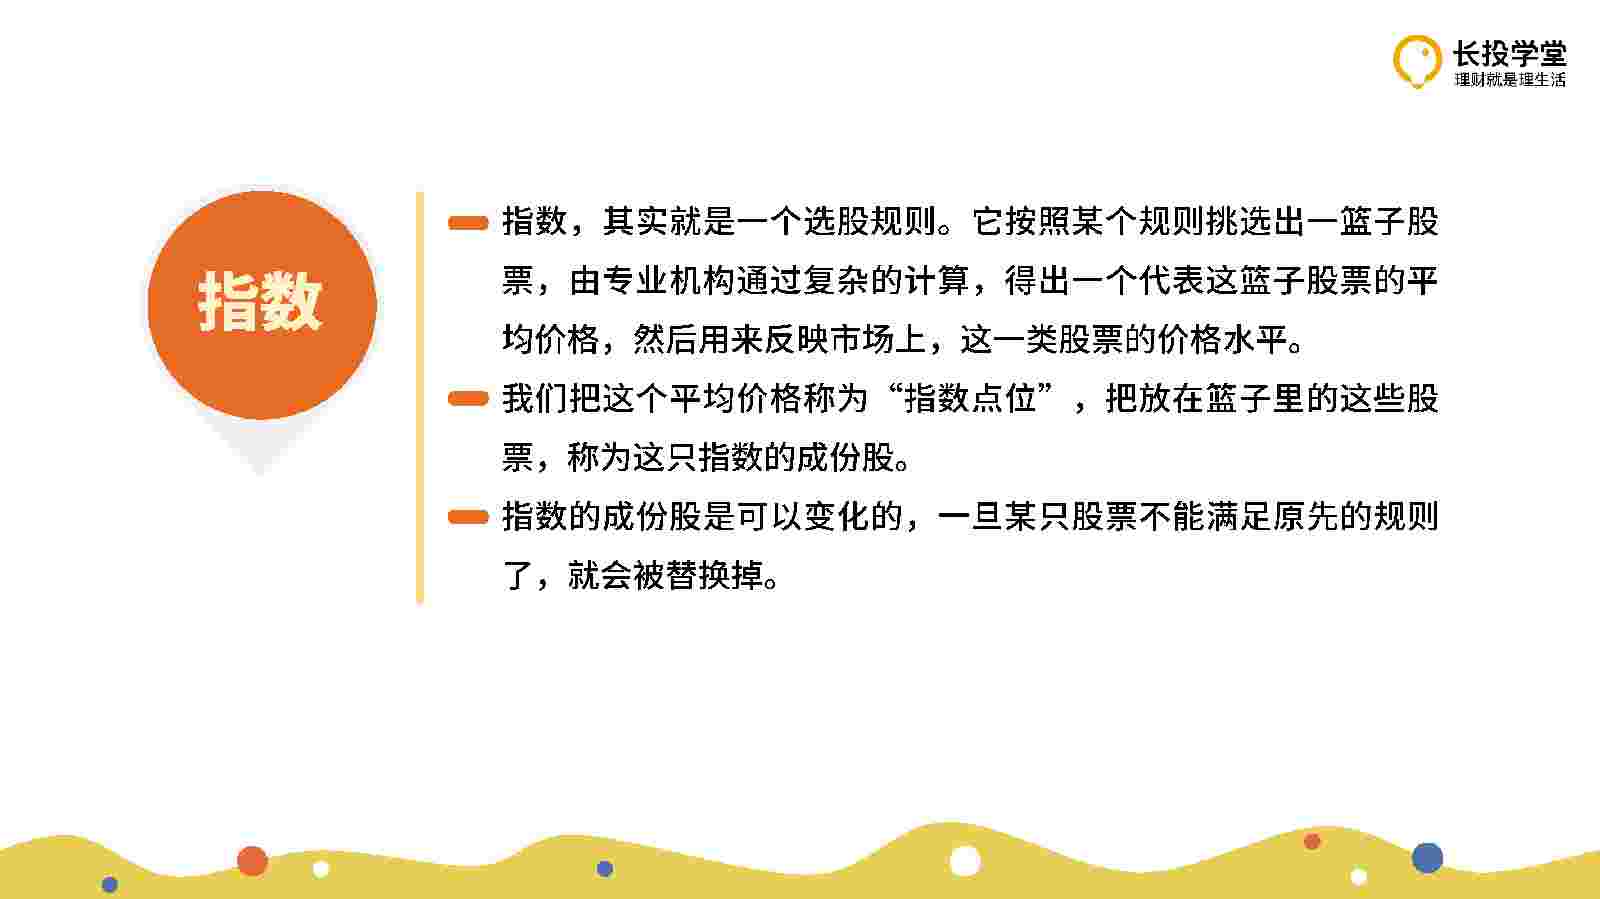 长投学堂
理财就是理生活
指数
指数，其实就是一个选股规则。它按照某个规则挑选出一篮子股
票，由专业机构通过复杂的计算，得出一个代表这篮子股票的平
均价格，然后用来反映市场上，这一类股票的价格水平。
我们把这个平均价格称为“指数点位”，把放在篮子里的这些股
票，称为这只指数的成份股。
指数的成份股是可以变化的，一旦某只股票不能满足原先的规则
了，就会被替换掉。